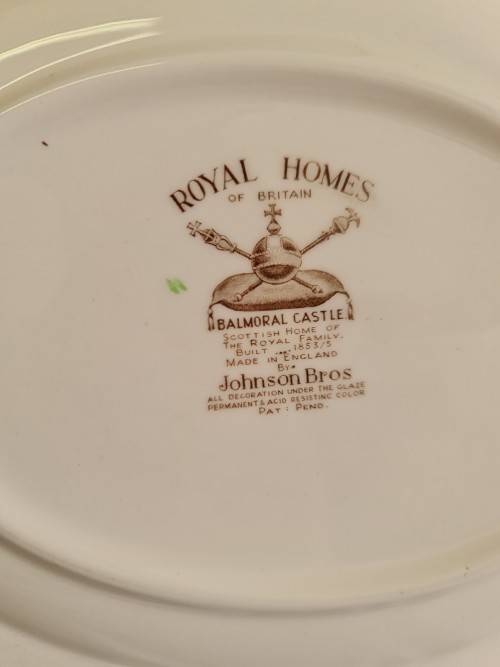 ROYAL HOMES
OF BRITAIN
BALMORAL CASTLE
SCOTTISH HOME OF
THE ROYAL FAMILY.
BUILT ... 1853/5
MADE IN ENGLAND
BY
Johnson Bros
ALL DECORATION UNDER THE GLAZE
PERMANENT & ACID RESISTING COLOR
PAT : PEND.